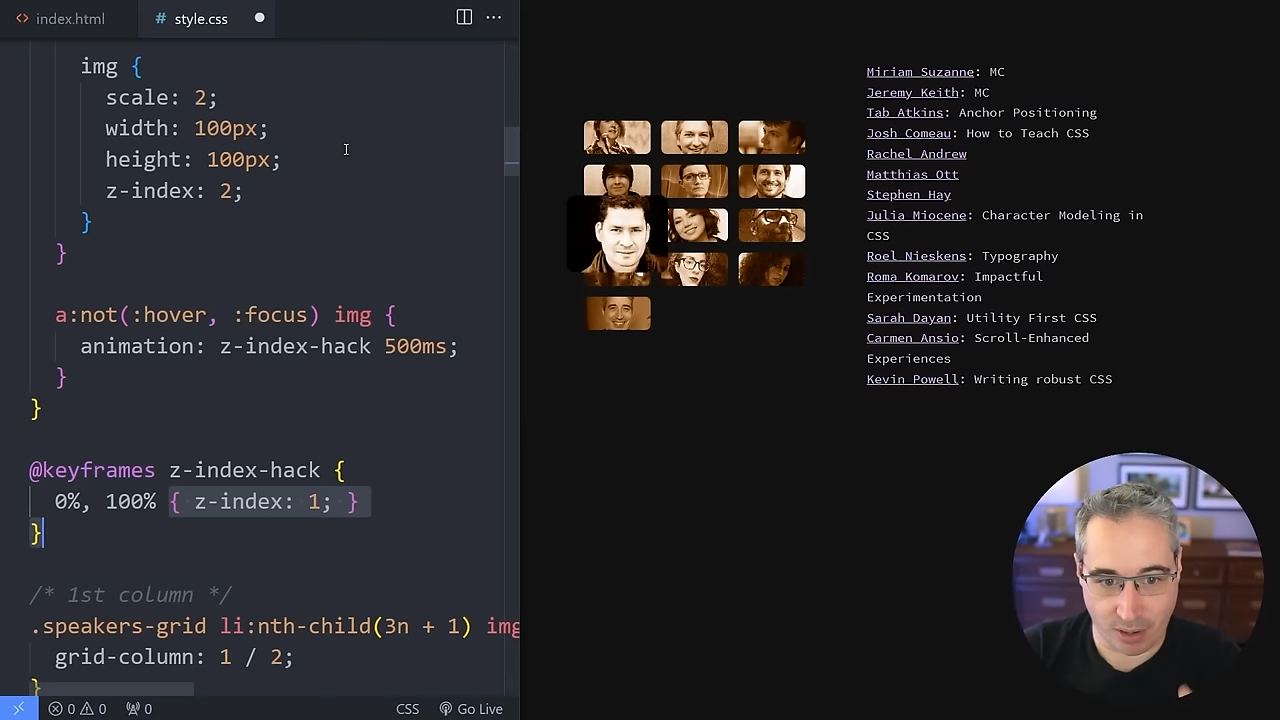 index.html
style.css
img {
scale: 2;
width: 100px;
height: 100px;
z-index: 2;
}
}
a:not(:hover, :focus) img {
animation: z-index-hack 500ms;
}
}
@keyframes z-index-hack {
0%, 100% { z-index: 1; }
}
/* 1st column */
.speakers-grid li:nth-child(3n + 1) img
grid-column: 1 / 2;
}
0 0 0 CSS Go Live
Miriam Suzanne: MC
Jeremy Keith: MC
Tab Atkins: Anchor Positioning
Josh Comeau: How to Teach CSS
Rachel Andrew
Matthias Ott
Stephen Hay
Julia Miocene: Character Modeling in
CSS
Roel Nieskens: Typography
Roma Komarov: Impactful
Experimentation
Sarah Dayan: Utility First CSS
Carmen Ansio: Scroll-Enhanced
Experiences
Kevin Powell: Writing robust CSS